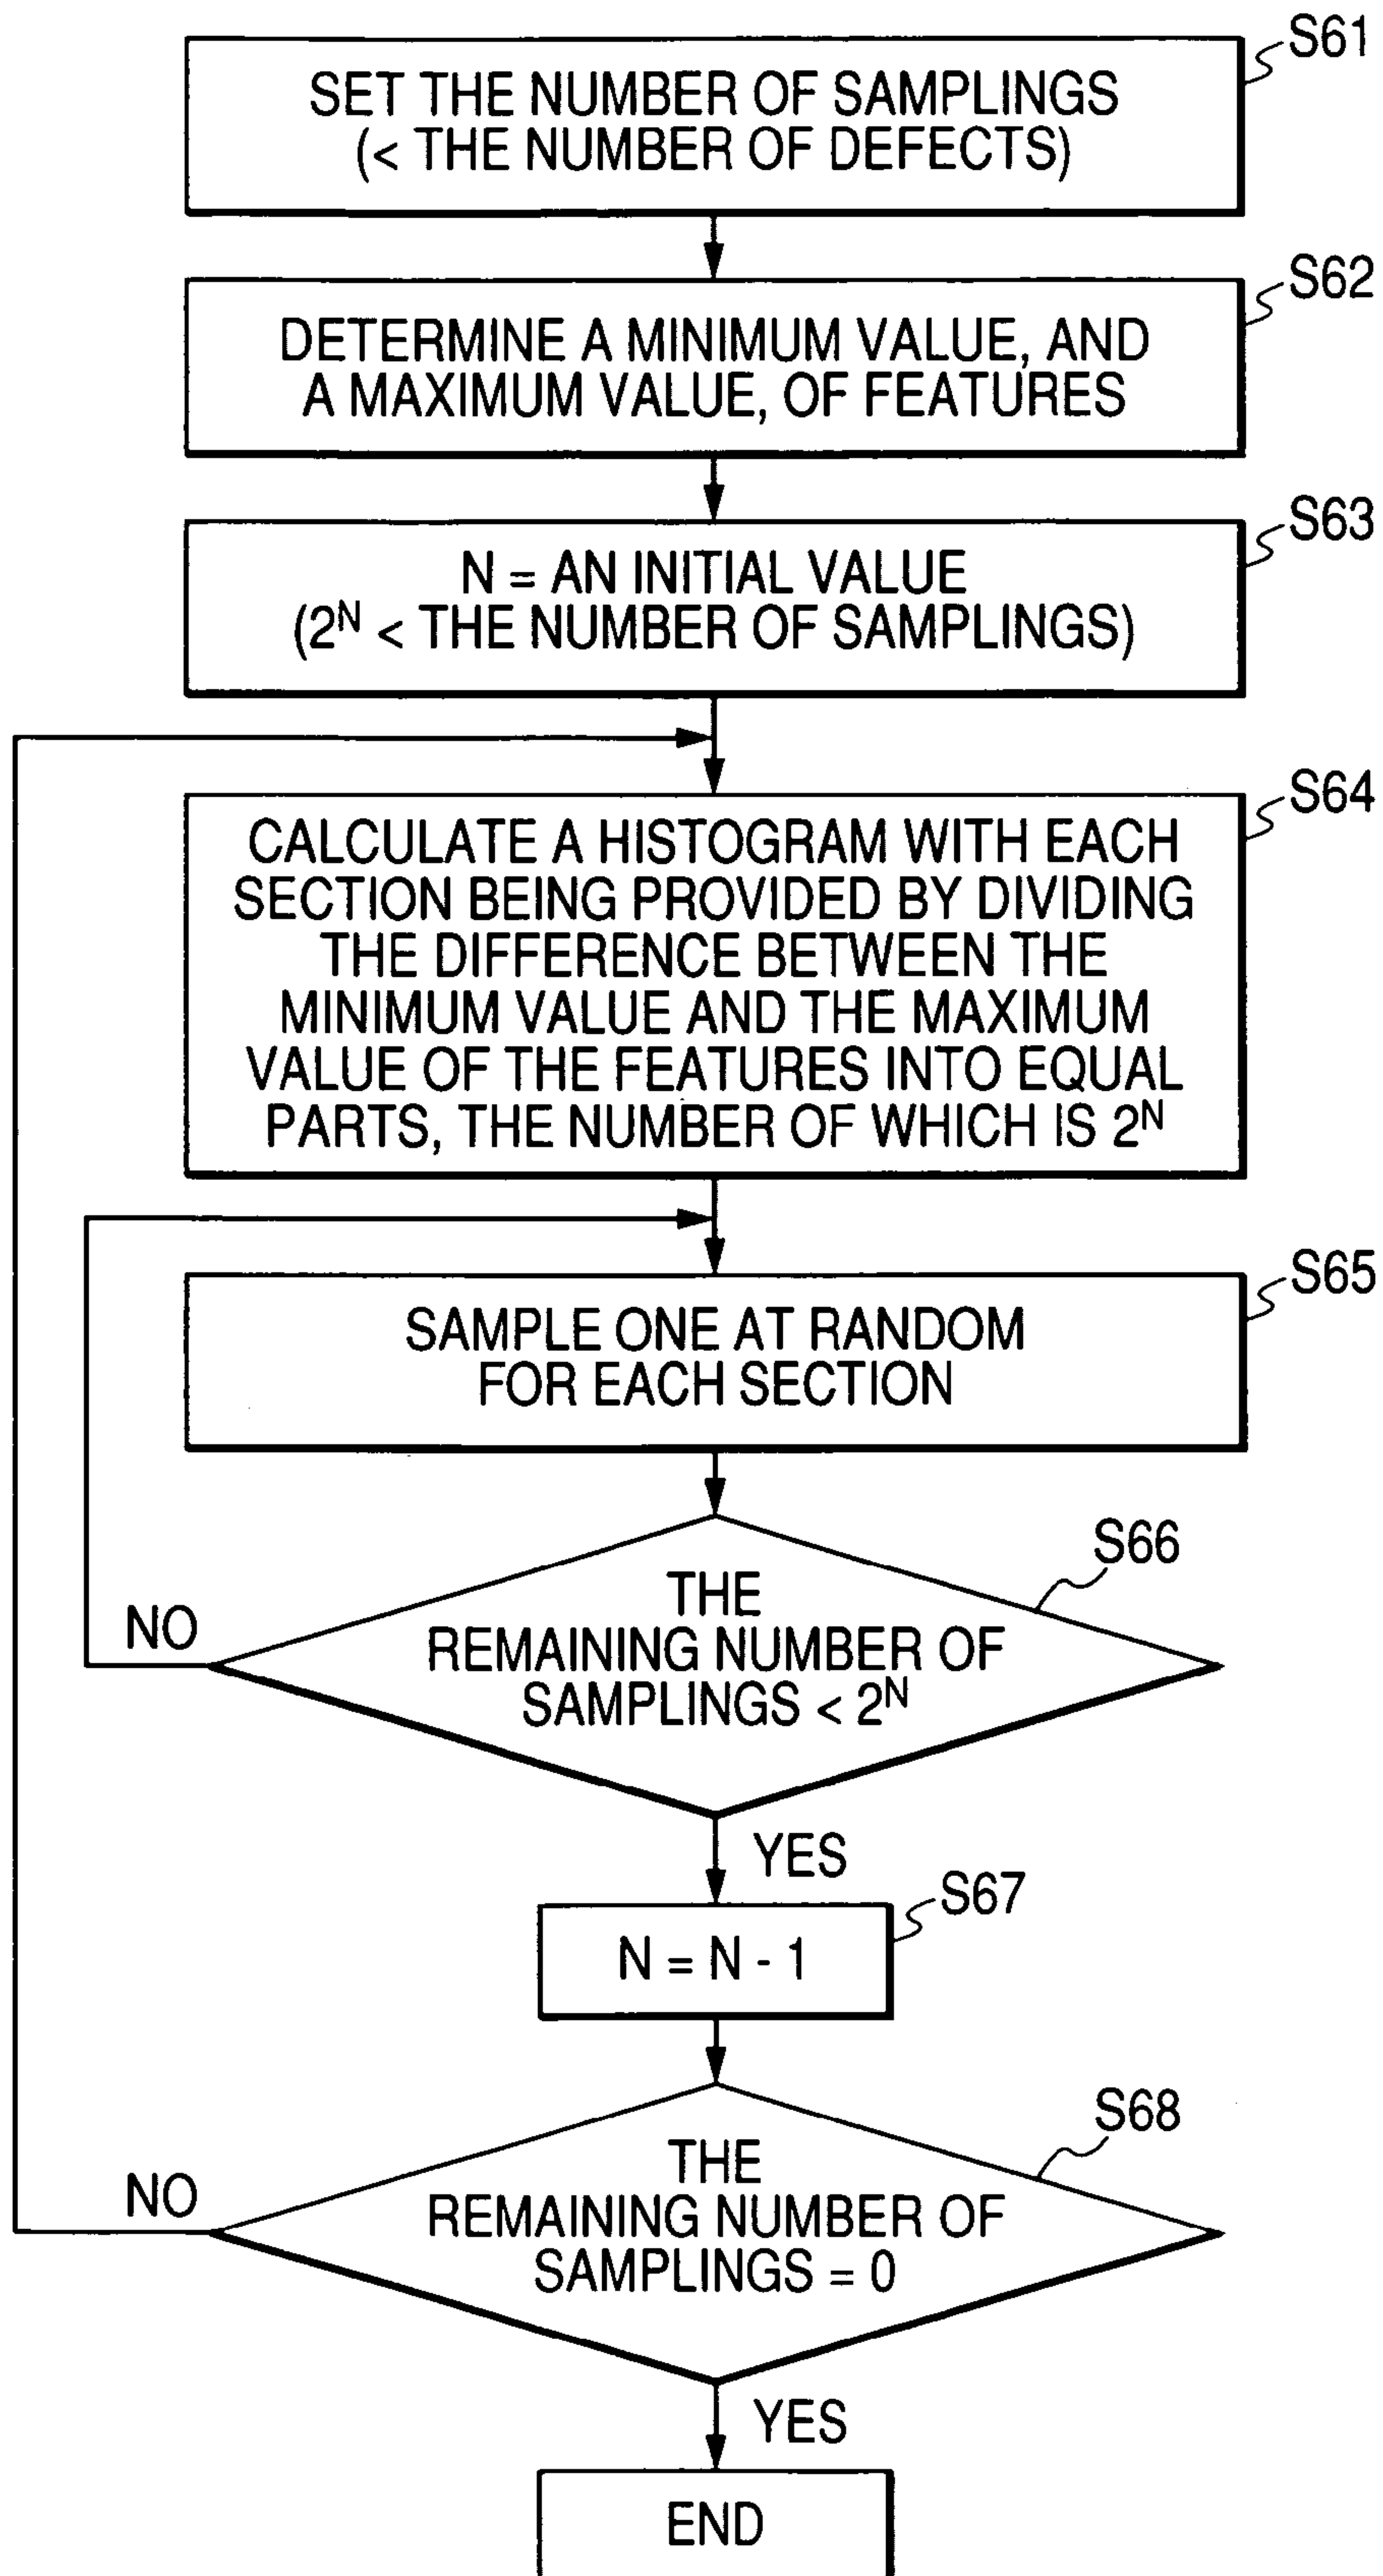 S61
SET THE NUMBER OF SAMPLINGS
(< THE NUMBER OF DEFECTS)
S62
DETERMINE A MINIMUM VALUE, AND
A MAXIMUM VALUE, OF FEATURES
S63
N = AN INITIAL VALUE
(2^N < THE NUMBER OF SAMPLINGS)
S64
CALCULATE A HISTOGRAM WITH EACH
SECTION BEING PROVIDED BY DIVIDING
THE DIFFERENCE BETWEEN THE
MINIMUM VALUE AND THE MAXIMUM
VALUE OF THE FEATURES INTO EQUAL
PARTS, THE NUMBER OF WHICH IS 2^N
S65
SAMPLE ONE AT RANDOM
FOR EACH SECTION
S66
THE
REMAINING NUMBER OF
SAMPLINGS < 2^N
NO
YES
S67
N = N - 1
S68
THE
REMAINING NUMBER OF
SAMPLINGS = 0
NO
YES
END